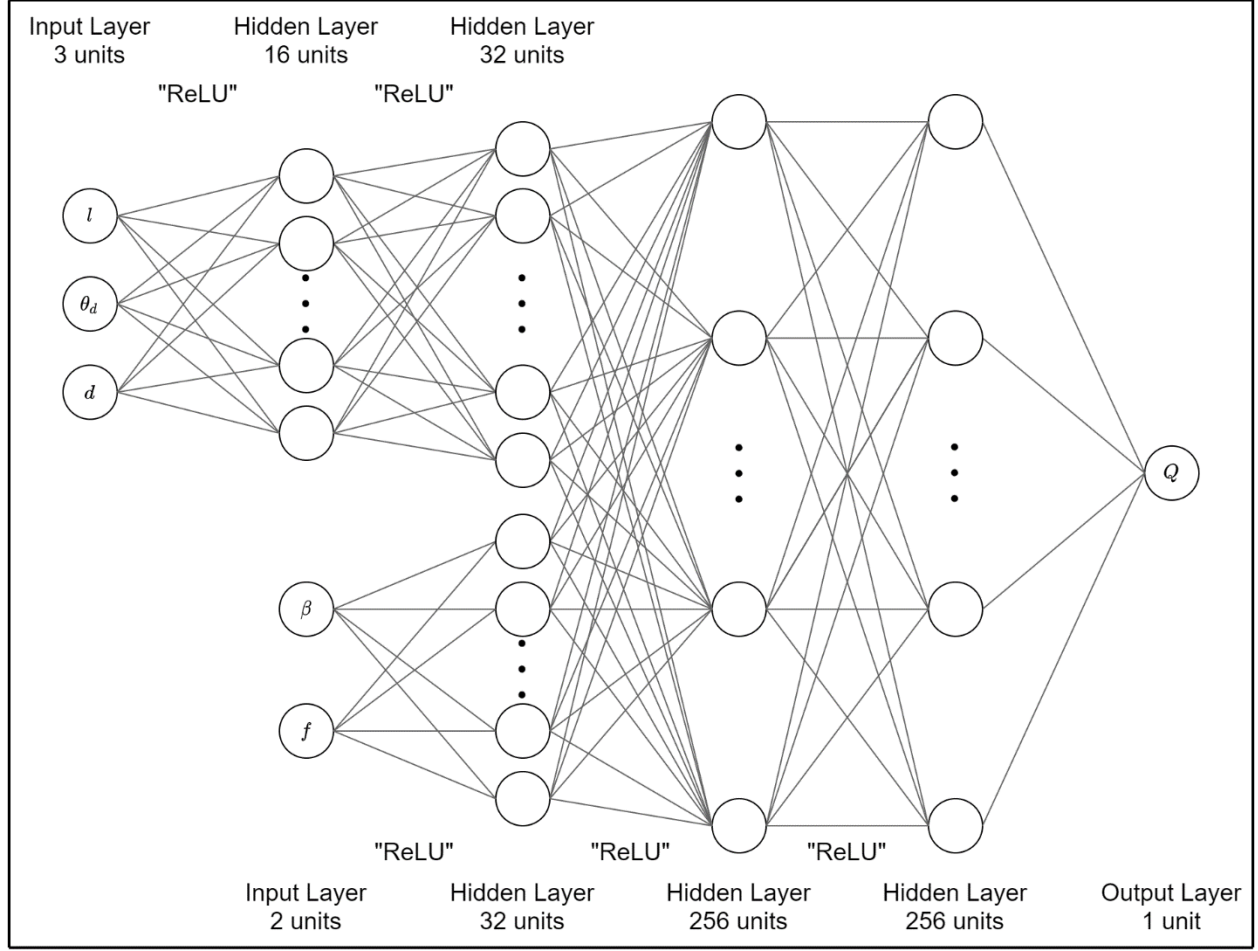 Input Layer
3 units
Hidden Layer
16 units
Hidden Layer
32 units
"ReLU"
"ReLU"
l
θd
d
β
f
Q
"ReLU"
"ReLU"
"ReLU"
Input Layer
2 units
Hidden Layer
32 units
Hidden Layer
256 units
Hidden Layer
256 units
Output Layer
1 unit